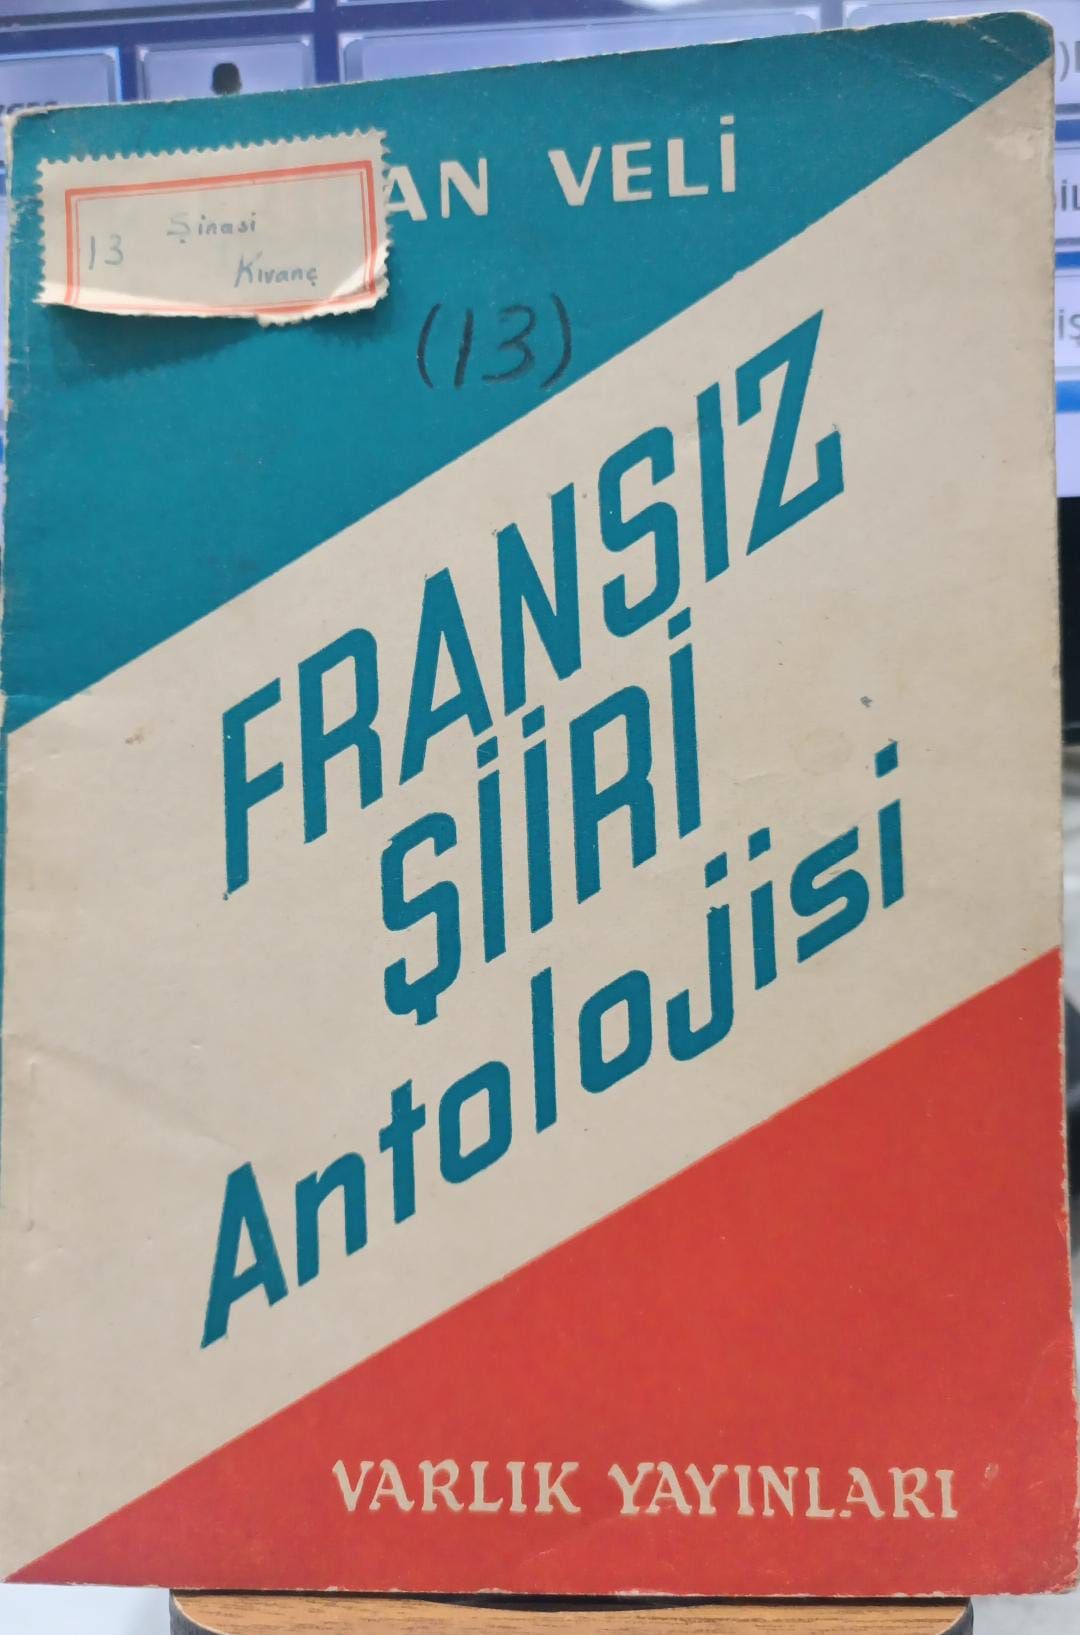 AN VELİ
Şinasi
13
Kıvanç
(13)
FRANSIZ
ŞİİRİ
Antolojisi
VARLIK YAYINLARI